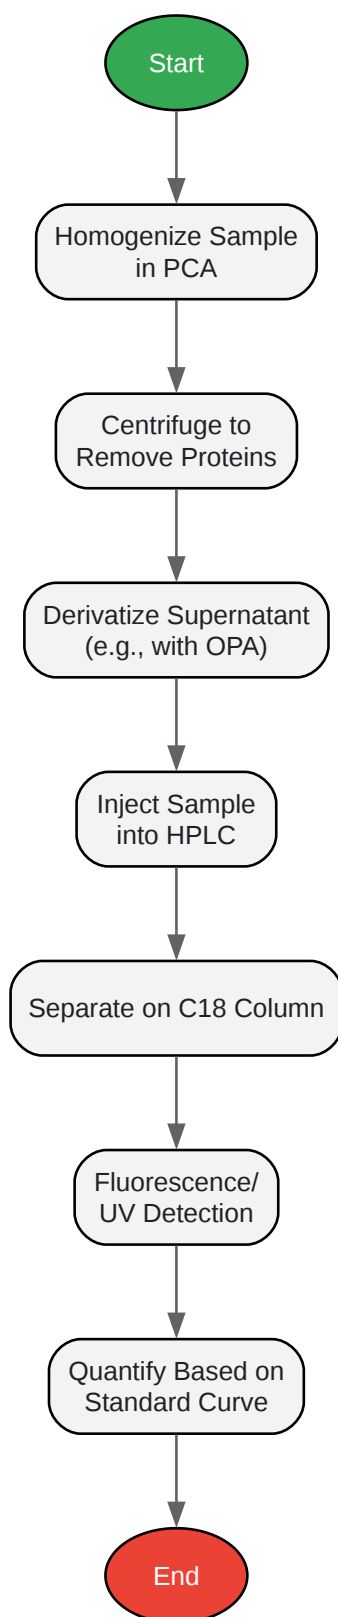 Start
Homogenize Sample
in PCA
Centrifuge to
Remove Proteins
Derivatize Supernatant
(e.g., with OPA)
Inject Sample
into HPLC
Separate on C18 Column
Fluorescence/
UV Detection
Quantify Based on
Standard Curve
End